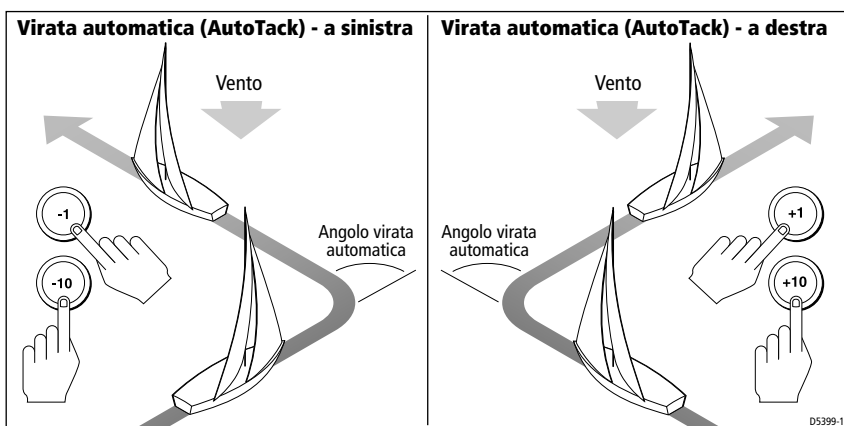 Virata automatica (AutoTack) - a sinistra
Vento
-1
-10
Angolo virata
automatica
Virata automatica (AutoTack) - a destra
Vento
Angolo virata
automatica
+1
+10
D5399-1